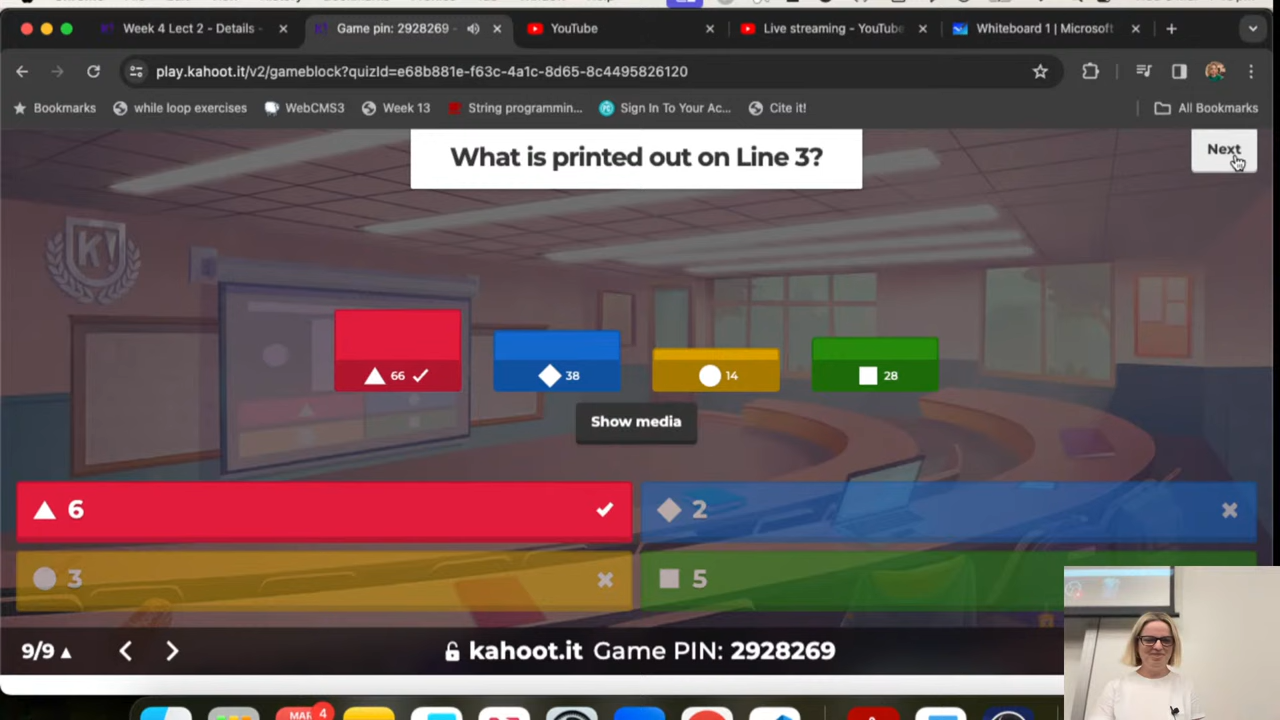 Week 4 Lect 2 - Details -
Game pin: 2928269 -
YouTube
Live streaming - YouTube
Whiteboard 1 | Microsoft
play.kahoot.it/v2/gameblock?quizId=e68b881e-f63c-4a1c-8d65-8c4495826120
Bookmarks
while loop exercises
WebCMS3
Week 13
String programmin...
Sign In To Your Ac...
Cite it!
All Bookmarks
What is printed out on Line 3?
Next
K!
66
38
14
28
Show media
6
2
3
5
9/9
kahoot.it Game PIN: 2928269
MAR
4